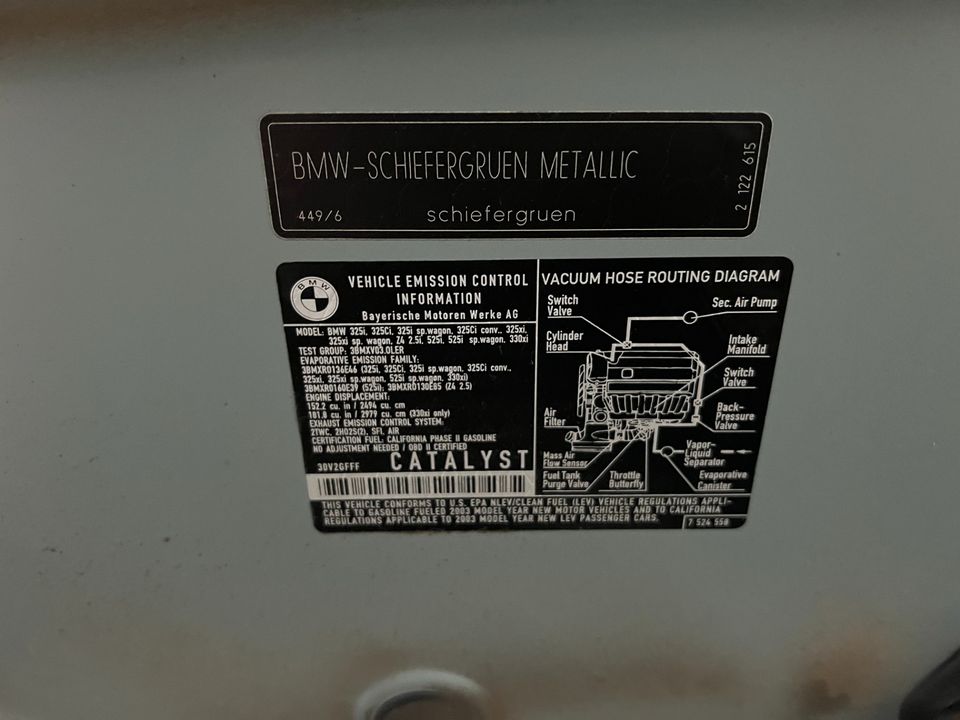 BMW-SCHIEFERGRUEN METALLIC
449/6
schiefergruen
2 122 615
BMW
VEHICLE EMISSION CONTROL
INFORMATION
Bayerische Motoren Werke AG
MODEL: BMW 325i, 325Ci, 325i sp.wagon, 325Ci conv., 325xi,
325xi sp.wagon, Z4 2.5i, 525i, 525i sp.wagon, 330xi
TEST GROUP: 3BMXV03.0LER
EVAPORATIVE EMISSION FAMILY:
3BMXR0136E46 (325i, 325Ci, 325i sp.wagon, 325Ci conv.,
325xi, 325xi sp.wagon, 525i sp.wagon, 330xi)
3BMXR0160E39 (525i); 3BMXR0130E85 (Z4 2.5)
ENGINE DISPLACEMENT:
152.2 cu. in / 2494 cu. cm
181.8 cu. in / 2979 cu. cm (330xi only)
EXHAUST EMISSION CONTROL SYSTEM:
2TWC, 2HO2S(2), SFI, AIR
CERTIFICATION FUEL: CALIFORNIA PHASE II GASOLINE
NO ADJUSTMENT NEEDED / OBD II CERTIFIED
3DV2GFFF
CATALYST
VACUUM HOSE ROUTING DIAGRAM
Switch
Valve
Sec. Air Pump
Cylinder
Head
Intake
Manifold
Switch
Valve
Air
Filter
Back-
Pressure
Valve
Mass Air
Flow Sensor
Vapor-
Liquid
Separator
Fuel Tank
Purge Valve
Throttle
Butterfly
Evaporative
Canister
THIS VEHICLE CONFORMS TO U.S. EPA NLEV/CLEAN FUEL (LEV) VEHICLE REGULATIONS APPLI-
CABLE TO GASOLINE FUELED 2003 MODEL YEAR NEW MOTOR VEHICLES AND TO CALIFORNIA
REGULATIONS APPLICABLE TO 2003 MODEL YEAR NEW LEV PASSENGER CARS.
7 524 550